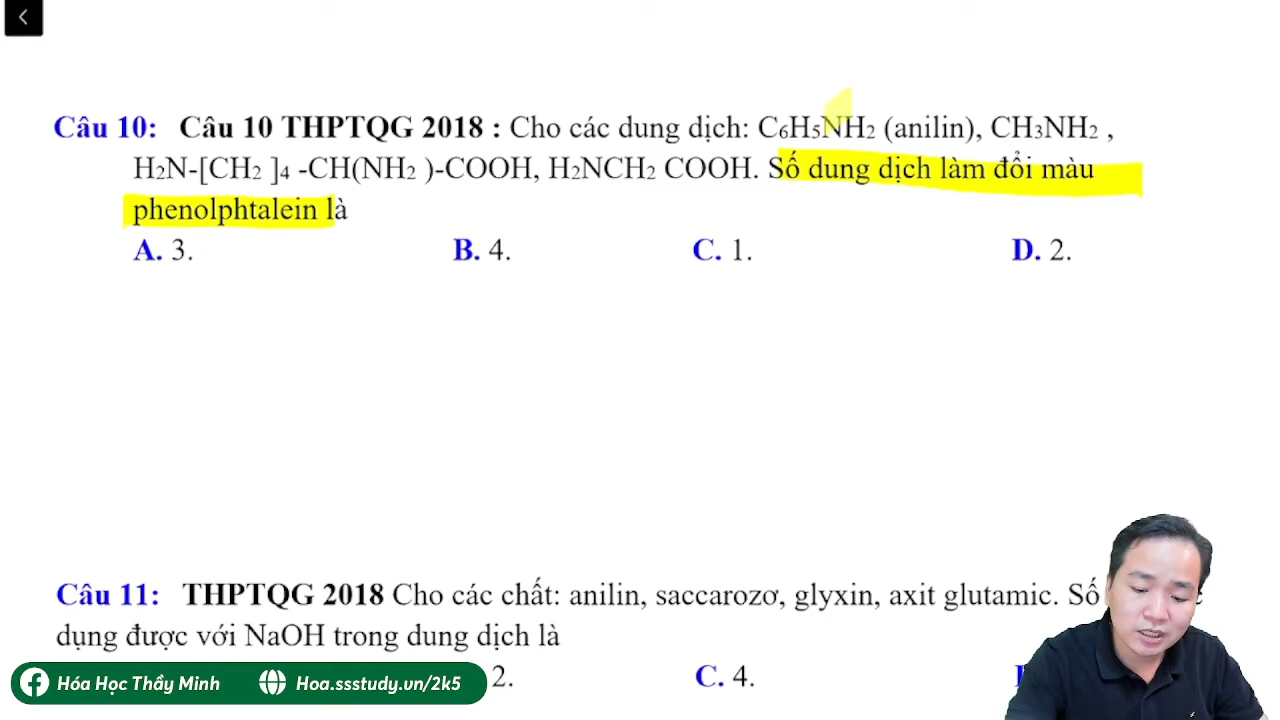 Câu 10: Câu 10 THPTQG 2018 : Cho các dung dịch: C₆H₅NH₂ (anilin), CH₃NH₂ ,
H₂N-[CH₂ ]₄ -CH(NH₂ )-COOH, H₂NCH₂ COOH. Số dung dịch làm đổi màu
phenolphtalein là
A. 3. B. 4. C. 1. D. 2.
Câu 11: THPTQG 2018 Cho các chất: anilin, saccarozơ, glyxin, axit glutamic. Số
dụng được với NaOH trong dung dịch là
2. C. 4.
Hóa Học Thầy Minh Hoa.ssstudy.vn/2k5